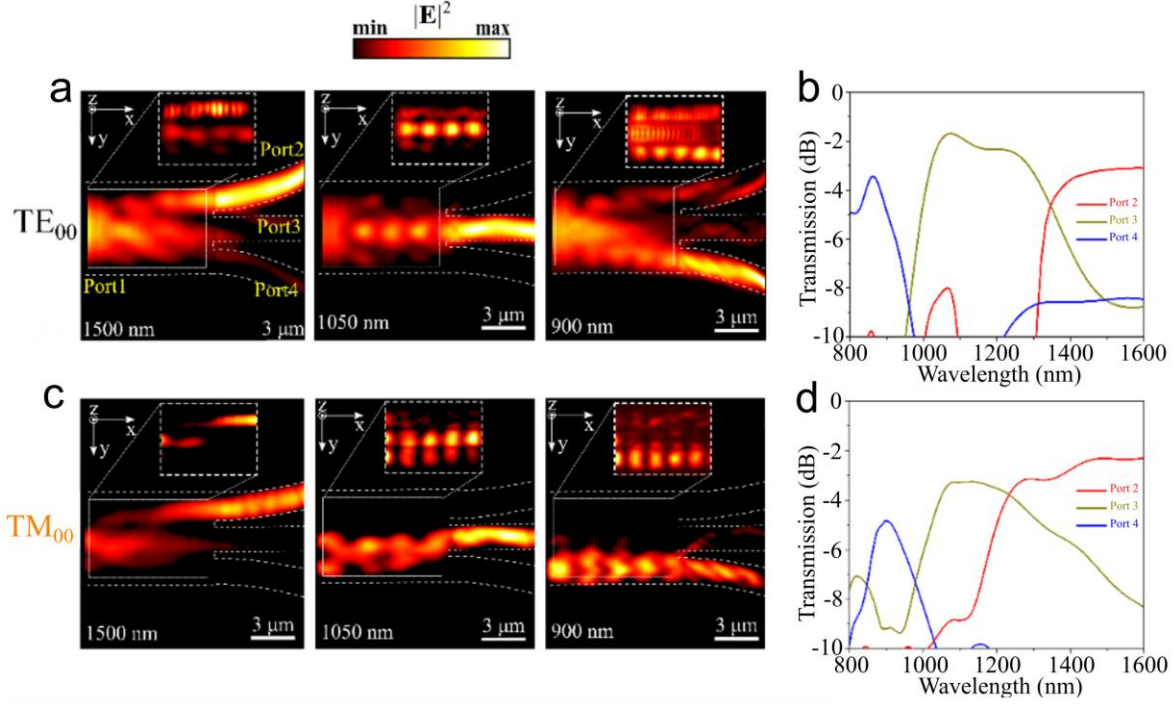 |E|²
min max
a
z
x
y
Port2
TE₀₀
Port3
Port1
Port4
1500 nm
3 μm
z
x
y
1050 nm
3 μm
z
x
y
900 nm
3 μm
b
Transmission (dB)
0
-2
-4
-6
-8
-10
Port 2
Port 3
Port 4
800 1000 1200 1400 1600
Wavelength (nm)
c
z
x
y
TM₀₀
1500 nm
3 μm
z
x
y
1050 nm
3 μm
z
x
y
900 nm
3 μm
d
Transmission (dB)
0
-2
-4
-6
-8
-10
Port 2
Port 3
Port 4
800 1000 1200 1400 1600
Wavelength (nm)